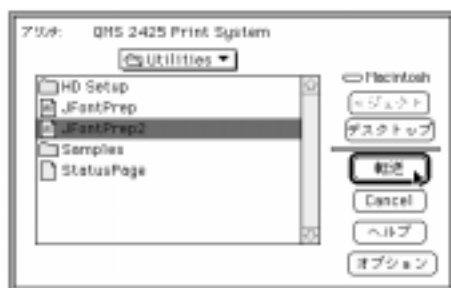 プリンタ: QMS 2425 Print System
Utilities
HD Setup
JFontPrep
JFontPrep2
Samples
StatusPage
Macintosh
イジェクト
デスクトップ
転送
Cancel
ヘルプ
オプション